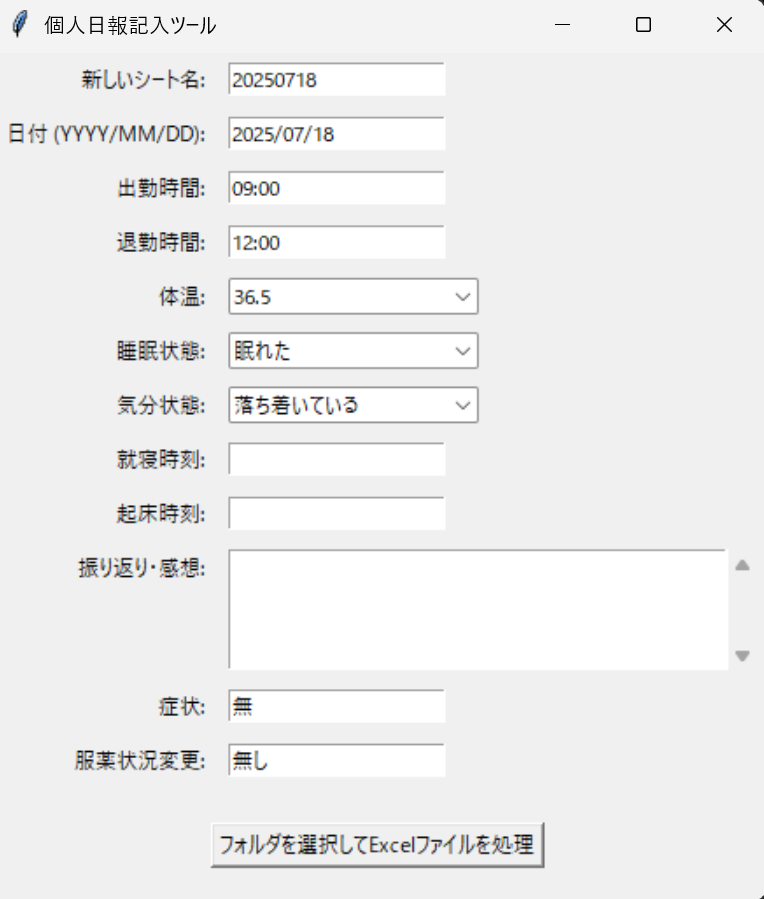 個人日報記入ツール
新しいシート名: 20250718
日付 (YYYY/MM/DD): 2025/07/18
出勤時間: 09:00
退勤時間: 12:00
体温: 36.5
睡眠状態: 眠れた
気分状態: 落ち着いている
就寝時刻:
起床時刻:
振り返り・感想:
症状: 無
服薬状況変更: 無し
フォルダを選択してExcelファイルを処理